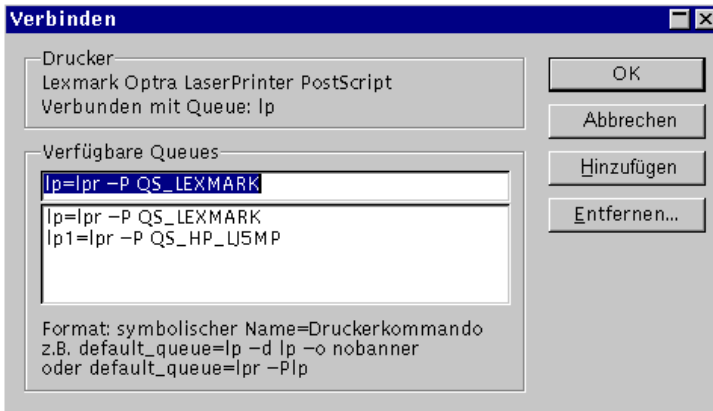 Verbinden
Drucker
Lexmark Optra LaserPrinter PostScript
Verbunden mit Queue: lp
Verfügbare Queues
lp=lpr –P QS_LEXMARK
lp=lpr –P QS_LEXMARK
lp1=lpr –P QS_HP_LJ5MP
Format: symbolischer Name=Druckerkommando
z.B. default_queue=lp –d lp –o nobanner
oder default_queue=lpr –Plp
OK
Abbrechen
Hinzufügen
Entfernen...